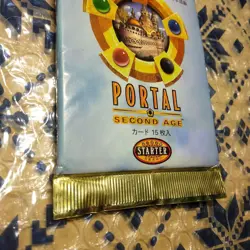 PORTAL
SECOND AGE
カード 15 枚入
STARTER